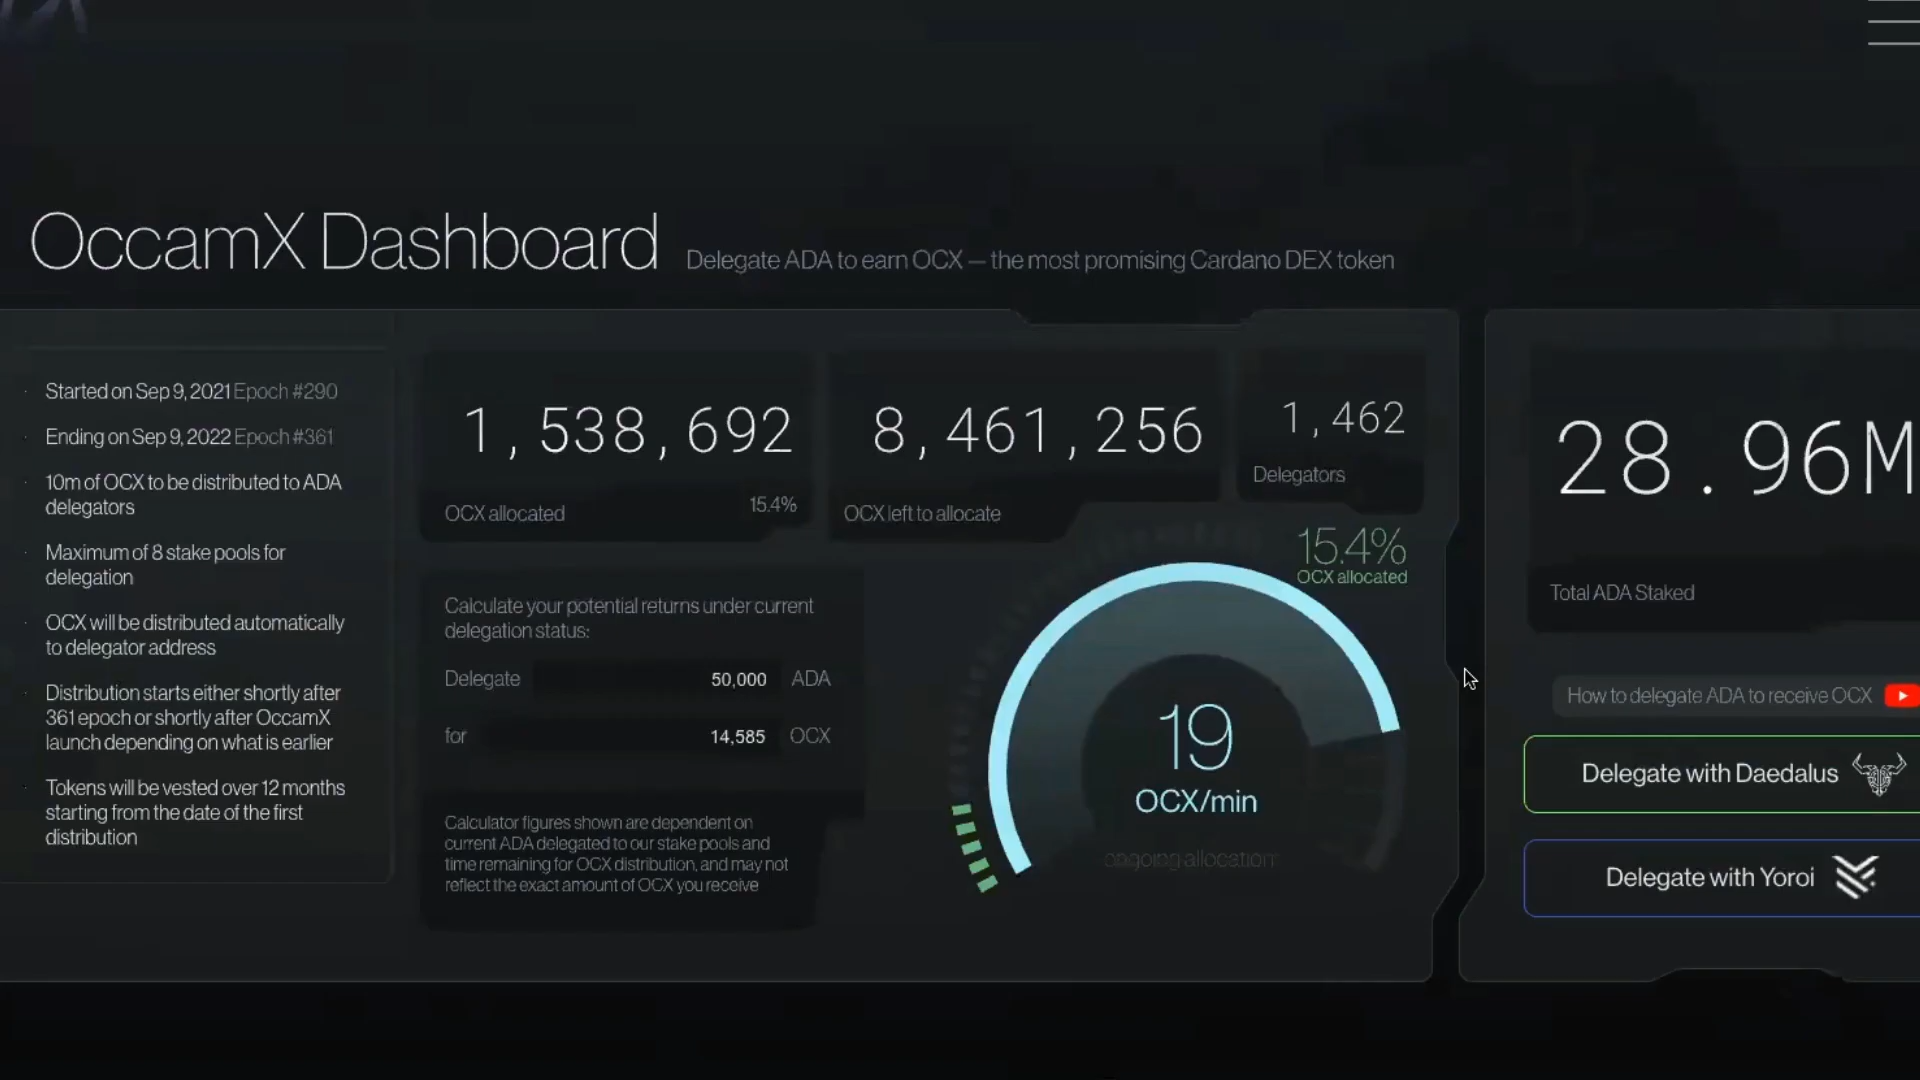 OccamX Dashboard
Delegate ADA to earn OCX — the most promising Cardano DEX token
· Started on Sep 9, 2021 Epoch #290
· Ending on Sep 9, 2022 Epoch #361
· 10m of OCX to be distributed to ADA
delegators
· Maximum of 8 stake pools for
delegation
· OCX will be distributed automatically
to delegator address
· Distribution starts either shortly after
361 epoch or shortly after OccamX
launch depending on what is earlier
· Tokens will be vested over 12 months
starting from the date of the first
distribution
1,538,692
OCX allocated
15.4%
8,461,256
OCX left to allocate
1,462
Delegators
Calculate your potential returns under current
delegation status:
Delegate 50,000 ADA
for 14,585 OCX
Calculator figures shown are dependent on
current ADA delegated to our stake pools and
time remaining for OCX distribution, and may not
reflect the exact amount of OCX you receive
15.4%
OCX allocated
19
OCX/min
ongoing allocation
28.96M
Total ADA Staked
How to delegate ADA to receive OCX
Delegate with Daedalus
Delegate with Yoroi